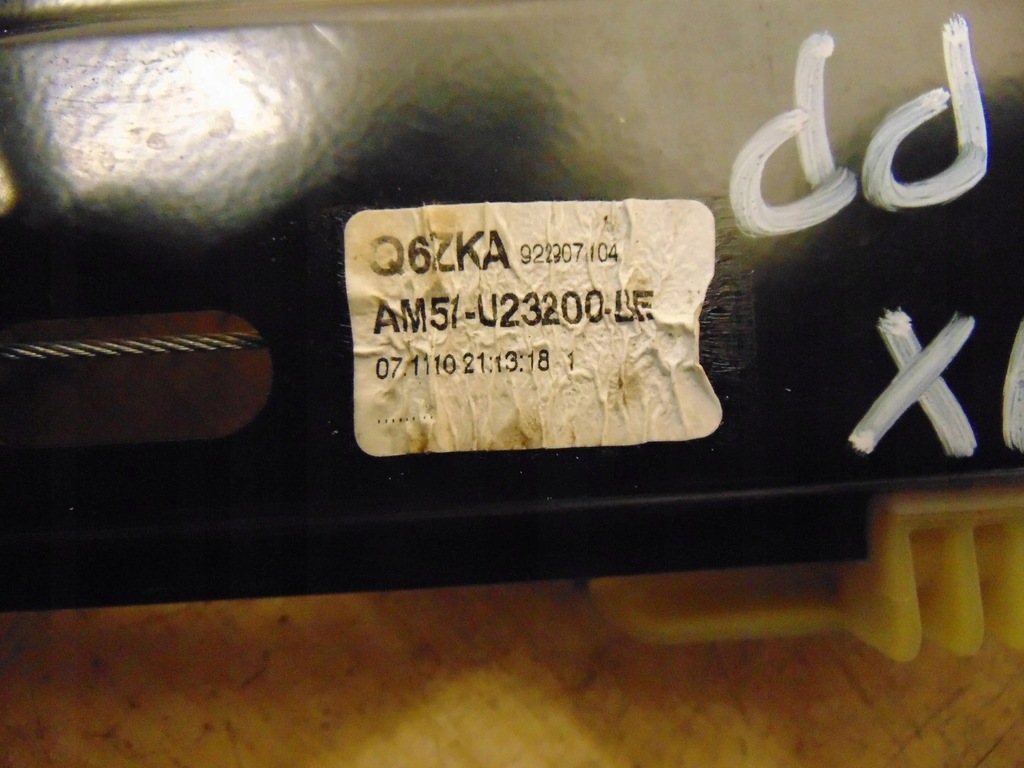 dd
Q6ZKA 922907104
AM51-U23200-BE
07.11 10 21:13:18 1
X